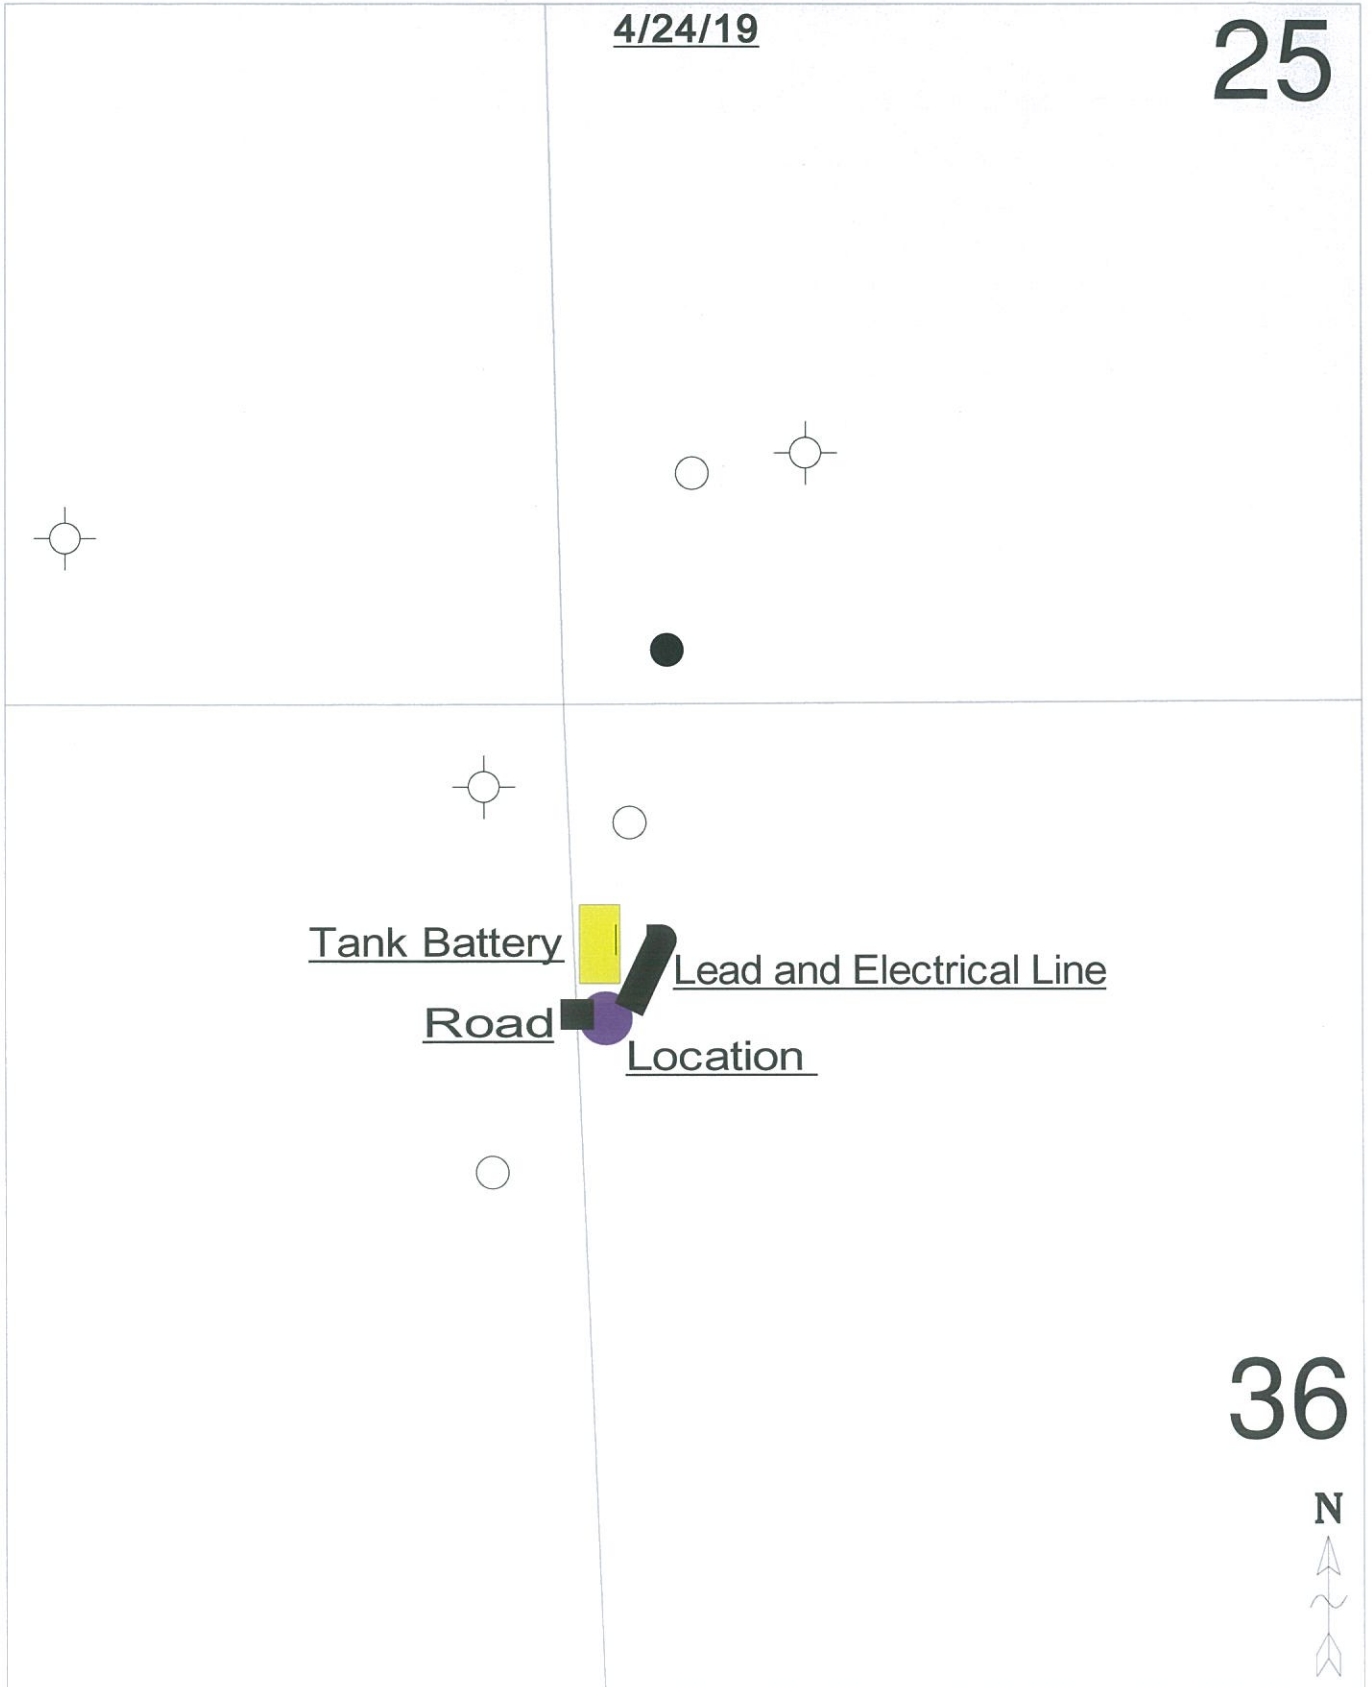 4/24/19
25
Tank Battery
Lead and Electrical Line
Road
Location
36
N